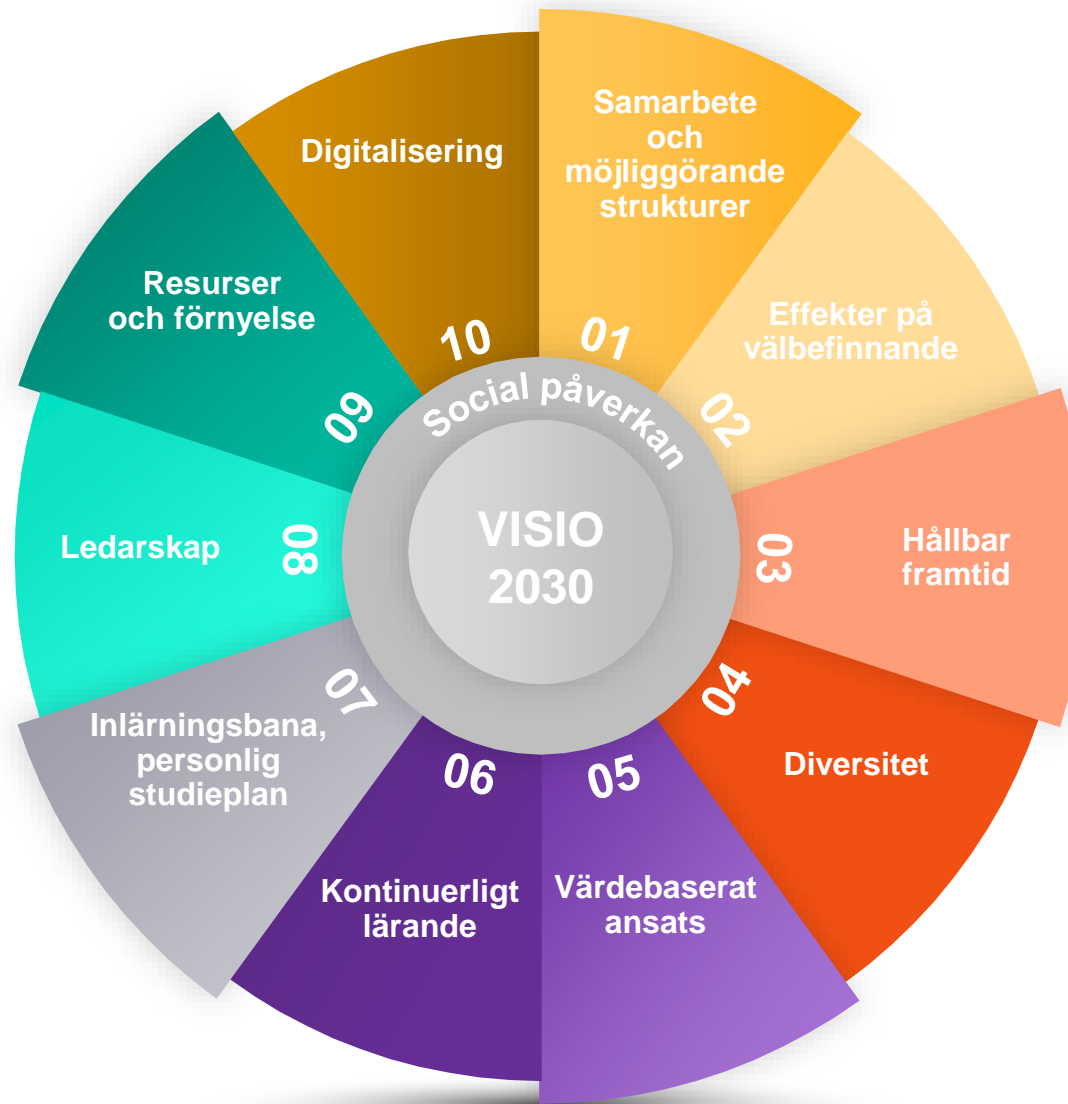 Samarbete
och
möjliggörande
strukturer
01
Effekter på
välbefinnande
02
Hållbar
framtid
03
Diversitet
04
Värdebaserat
ansats
05
Kontinuerligt
lärande
06
Inlärningsbana,
personlig
studieplan
07
Ledarskap
08
Resurser
och förnyelse
09
Digitalisering
10
Social påverkan
VISIO
2030